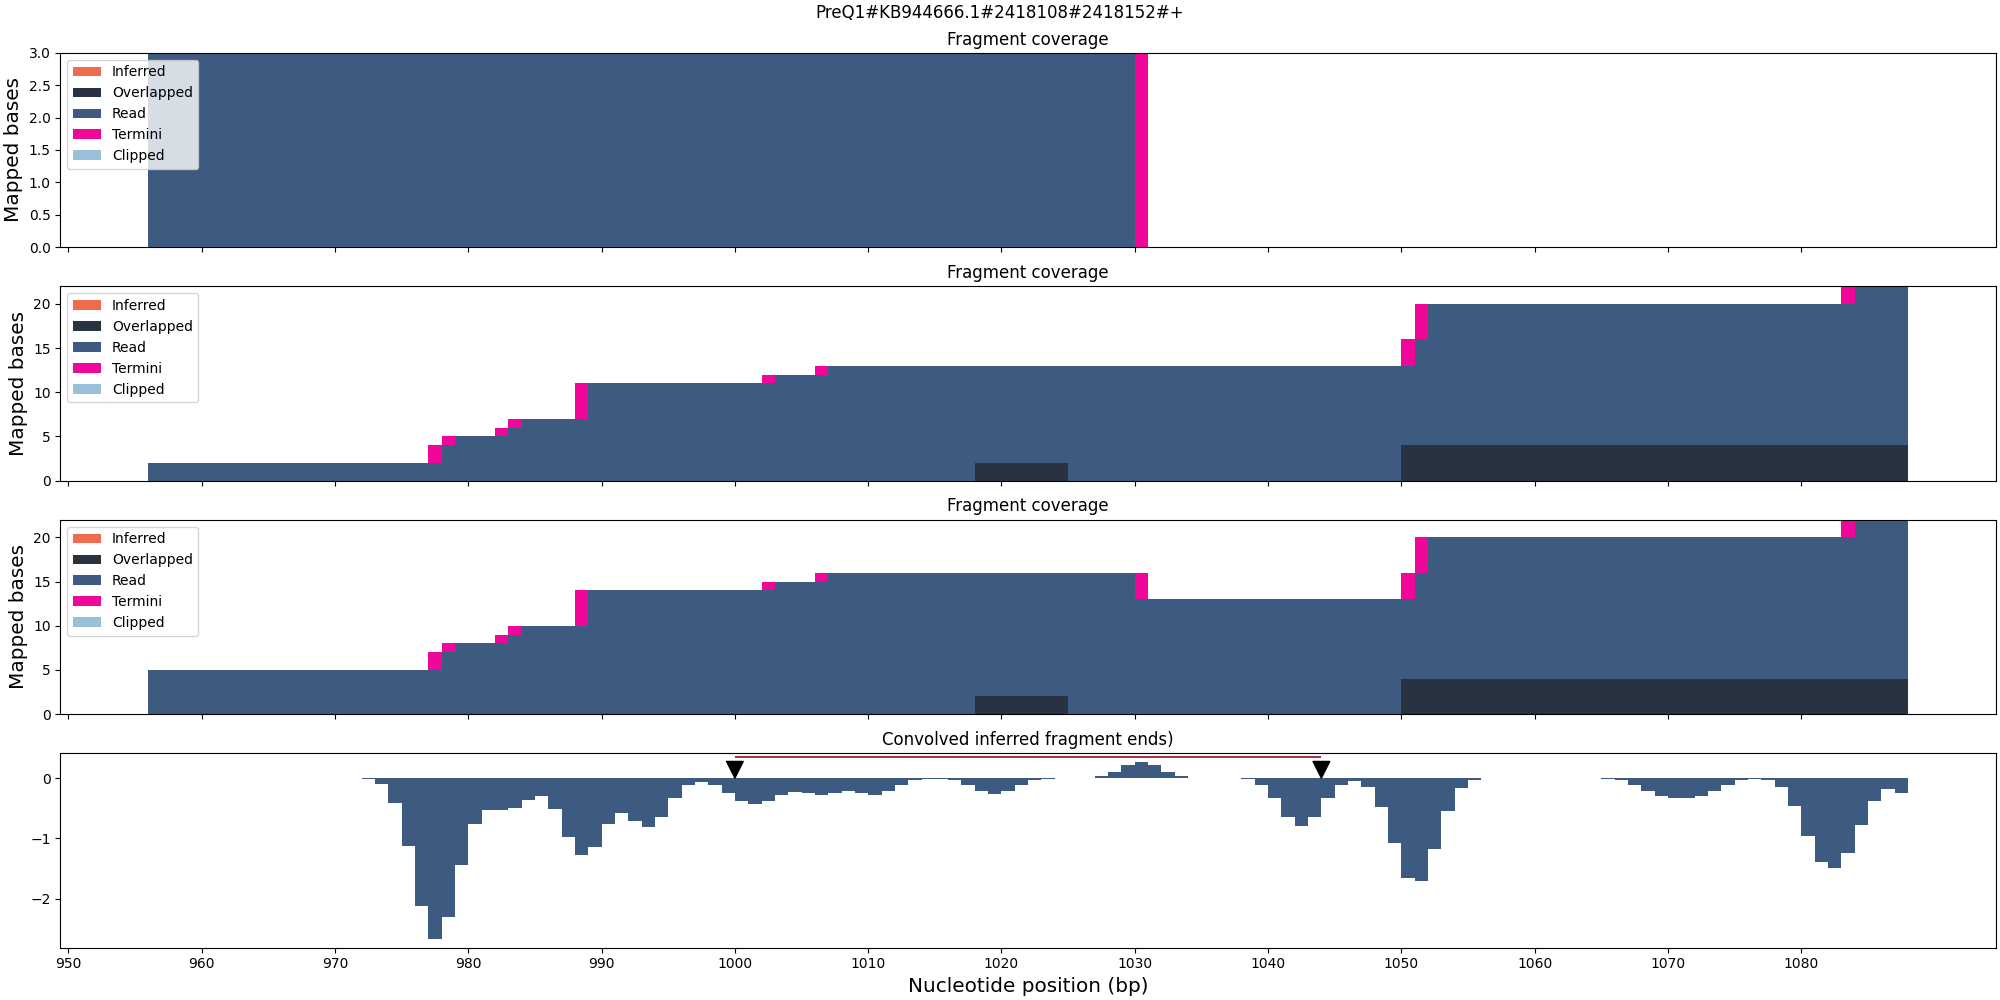 PreQ1#KB944666.1#2418108#2418152#+
Fragment coverage
Mapped bases
3.0
2.5
2.0
1.5
1.0
0.5
0.0
Inferred
Overlapped
Read
Termini
Clipped
Fragment coverage
Mapped bases
20
15
10
5
0
Inferred
Overlapped
Read
Termini
Clipped
Fragment coverage
Mapped bases
20
15
10
5
0
Inferred
Overlapped
Read
Termini
Clipped
Convolved inferred fragment ends)
0
−1
−2
950 960 970 980 990 1000 1010 1020 1030 1040 1050 1060 1070 1080
Nucleotide position (bp)